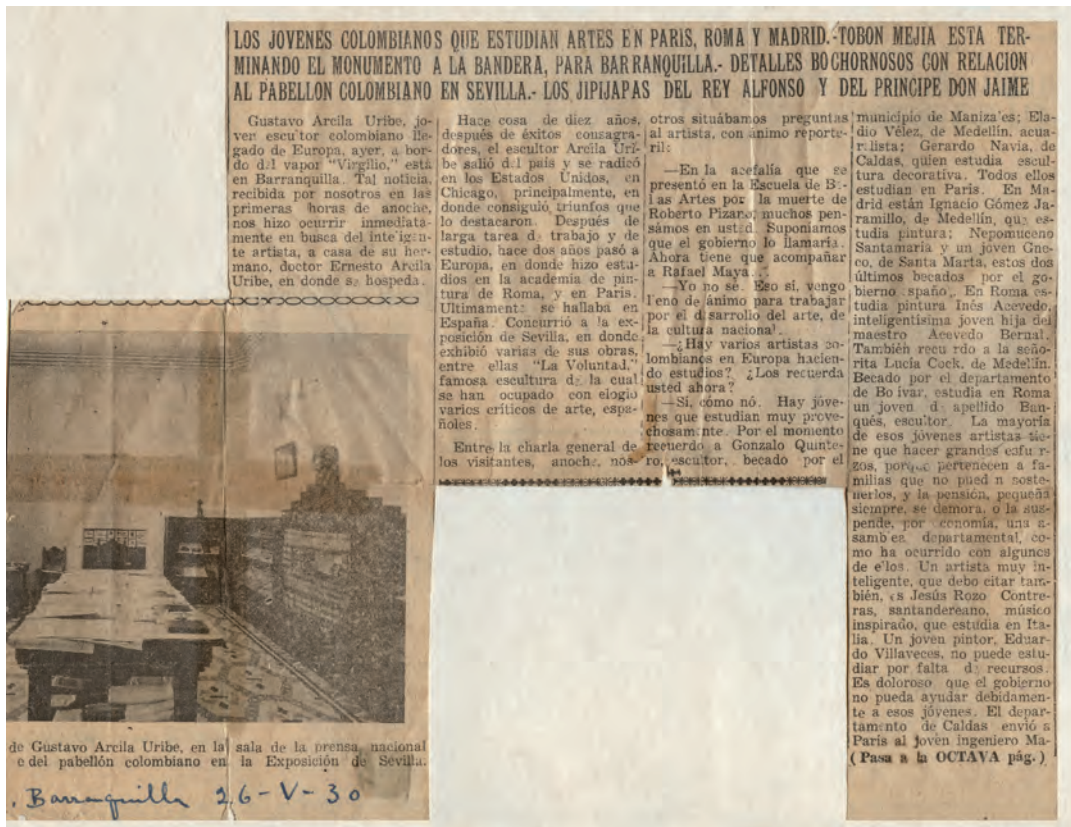 LOS JOVENES COLOMBIANOS QUE ESTUDIAN ARTES EN PARIS, ROMA Y MADRID.-TOBON MEJIA ESTA TER-
MINANDO EL MONUMENTO A LA BANDERA, PARA BARRANQUILLA.- DETALLES BOCHORNOSOS CON RELACION
AL PABELLON COLOMBIANO EN SEVILLA.- LOS JIPIJAPAS DEL REY ALFONSO Y DEL PRINCIPE DON JAIME
Gustavo Arcila Uribe, jo-
ven escultor colombiano lle-
gado de Europa, ayer, a bor-
do del vapor "Virgilio," está
en Barranquilla. Tal noticia,
recibida por nosotros en las
primeras horas de anoche,
nos hizo ocurrir inmediata-
mente en busca del inteligen-
te artista, a casa de su her-
mano, doctor Ernesto Arcila
Uribe, en donde se hospeda.
de Gustavo Arcila Uribe, en la sala de la prensa nacional
e del pabellón colombiano en la Exposición de Sevilla.
. Barranquilla 26-V-30
Hace cosa de diez años,
después de éxitos consagra-
dores, el escultor Arcila Uri-
be salió del país y se radicó
en los Estados Unidos, en
Chicago, principalmente, en
donde consiguió triunfos que
lo destacaron. Después de
larga tarea de trabajo y de
estudio, hace dos años pasó a
Europa, en donde hizo estu-
dios en la academia de pin-
tura de Roma, y en París.
Ultimamente se hallaba en
España. Concurrió a la ex-
posición de Sevilla, en donde
exhibió varias de sus obras,
entre ellas "La Voluntad,"
famosa escultura de la cual
se han ocupado con elogio
varios críticos de arte, espa-
ñoles.
Entre la charla general de
los visitantes, anoche, nos-
otros situábamos preguntas
al artista, con ánimo reporte-
ril:
—En la acefalía que se
presentó en la Escuela de Be-
llas Artes por la muerte de
Roberto Pizano, muchos pen-
sámos en usted. Suponíamos
que el gobierno lo llamaría.
Ahora tiene que acompañar
a Rafael Maya...
—Yo no sé. Eso sí, vengo
lleno de ánimo para trabajar
por el desarrollo del arte, de
la cultura nacional.
—¿Hay varios artistas co-
lombianos en Europa hacien-
do estudios? ¿Los recuerda
usted ahora?
—Sí, cómo nó. Hay jóve-
nes que estudian muy prove-
chosamente. Por el momento
recuerdo a Gonzalo Quinte-
ro, escultor, becado por el
municipio de Manizales; Ela-
dio Vélez, de Medellín, acua-
relista; Gerardo Navia, de
Caldas, quien estudia escul-
tura decorativa. Todos ellos
estudian en París. En Ma-
drid están Ignacio Gómez Ja-
ramillo, de Medellín, que es-
tudia pintura; Nepomuceno
Santamaría y un joven Gne-
co, de Santa Marta, estos dos
últimos becados por el go-
bierno español. En Roma es-
tudia pintura Inés Acevedo,
inteligentísima joven hija del
maestro Acevedo Bernal.
También recuerdo a la seño-
rita Lucía Cock, de Medellín.
Becado por el departamento
de Bolívar, estudia en Roma
un joven de apellido Ban-
qués, escultor. La mayoría
de esos jóvenes artistas tie-
ne que hacer grandes esfuer-
zos, porque pertenecen a fa-
milias que no pueden soste-
nerlos, y la pensión, pequeña
siempre, se demora, o la sus-
pende, por economía, una a-
samblea departamental, co-
mo ha ocurrido con algunos
de ellos. Un artista muy in-
teligente, que debo citar tam-
bién, es Jesús Rozo Contre-
ras, santandereano, músico
inspirado, que estudia en Ita-
lia. Un joven pintor, Eduar-
do Villaveces, no puede estu-
diar por falta de recursos.
Es doloroso que el gobierno
no pueda ayudar debidamen-
te a esos jóvenes. El depar-
tamento de Caldas envió a
París al joven ingeniero Ma-
(Pasa a la OCTAVA pág.)